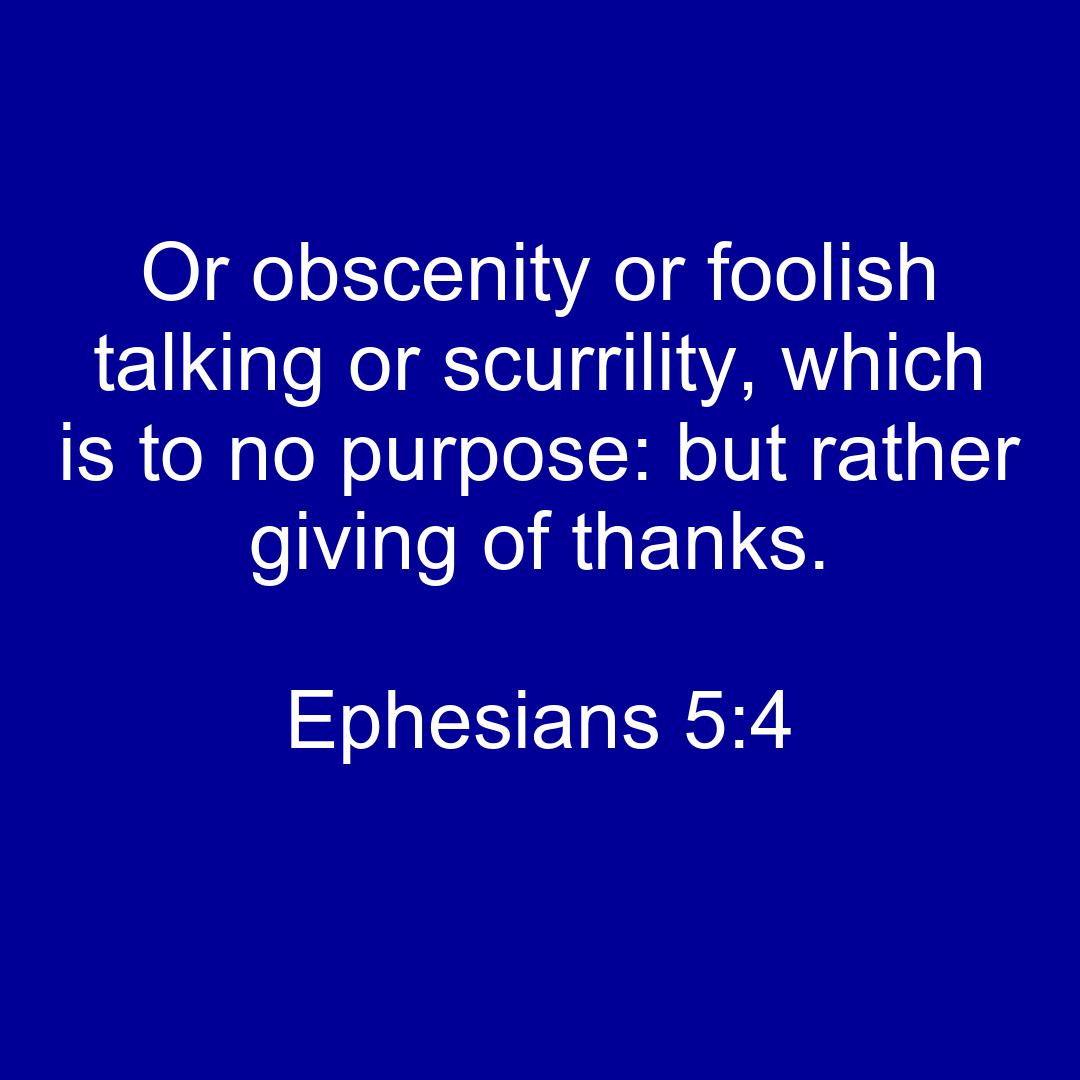 Or obscenity or foolish
talking or scurrility, which
is to no purpose: but rather
giving of thanks.
Ephesians 5:4